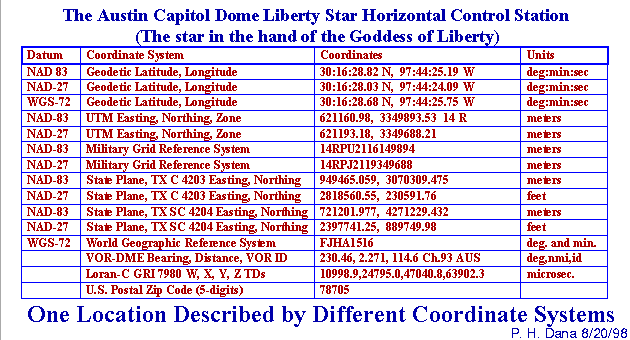 The Austin Capitol Dome Liberty Star Horizontal Control Station
(The star in the hand of the Goddess of Liberty)
Datum Coordinate System Coordinates Units
NAD 83 Geodetic Latitude, Longitude 30:16:28.82 N, 97:44:25.19 W deg:min:sec
NAD-27 Geodetic Latitude, Longitude 30:16:28.03 N, 97:44:24.09 W deg:min:sec
WGS-72 Geodetic Latitude, Longitude 30:16:28.68 N, 97:44:25.75 W deg:min:sec
NAD-83 UTM Easting, Northing, Zone 621160.98, 3349893.53 14 R meters
NAD-27 UTM Easting, Northing, Zone 621193.18, 3349688.21 meters
NAD-83 Military Grid Reference System 14RPU2116149894 meters
NAD-27 Military Grid Reference System 14RPJ2119349688 meters
NAD-83 State Plane, TX C 4203 Easting, Northing 949465.059, 3070309.475 meters
NAD-27 State Plane, TX C 4203 Easting, Northing 2818560.55, 230591.76 feet
NAD-83 State Plane, TX SC 4204 Easting, Northing 721201.977, 4271229.432 meters
NAD-27 State Plane, TX SC 4204 Easting, Northing 2397741.25, 889749.98 feet
WGS-72 World Geographic Reference System FJHA1516 deg. and min.
VOR-DME Bearing, Distance, VOR ID 230.46, 2.271, 114.6 Ch.93 AUS deg,nmi,id
Loran-C GRI 7980 W, X, Y, Z TDs 10998.9,24795.0,47040.8,63902.3 microsec.
U.S. Postal Zip Code (5-digits) 78705
One Location Described by Different Coordinate Systems
P. H. Dana 8/20/98